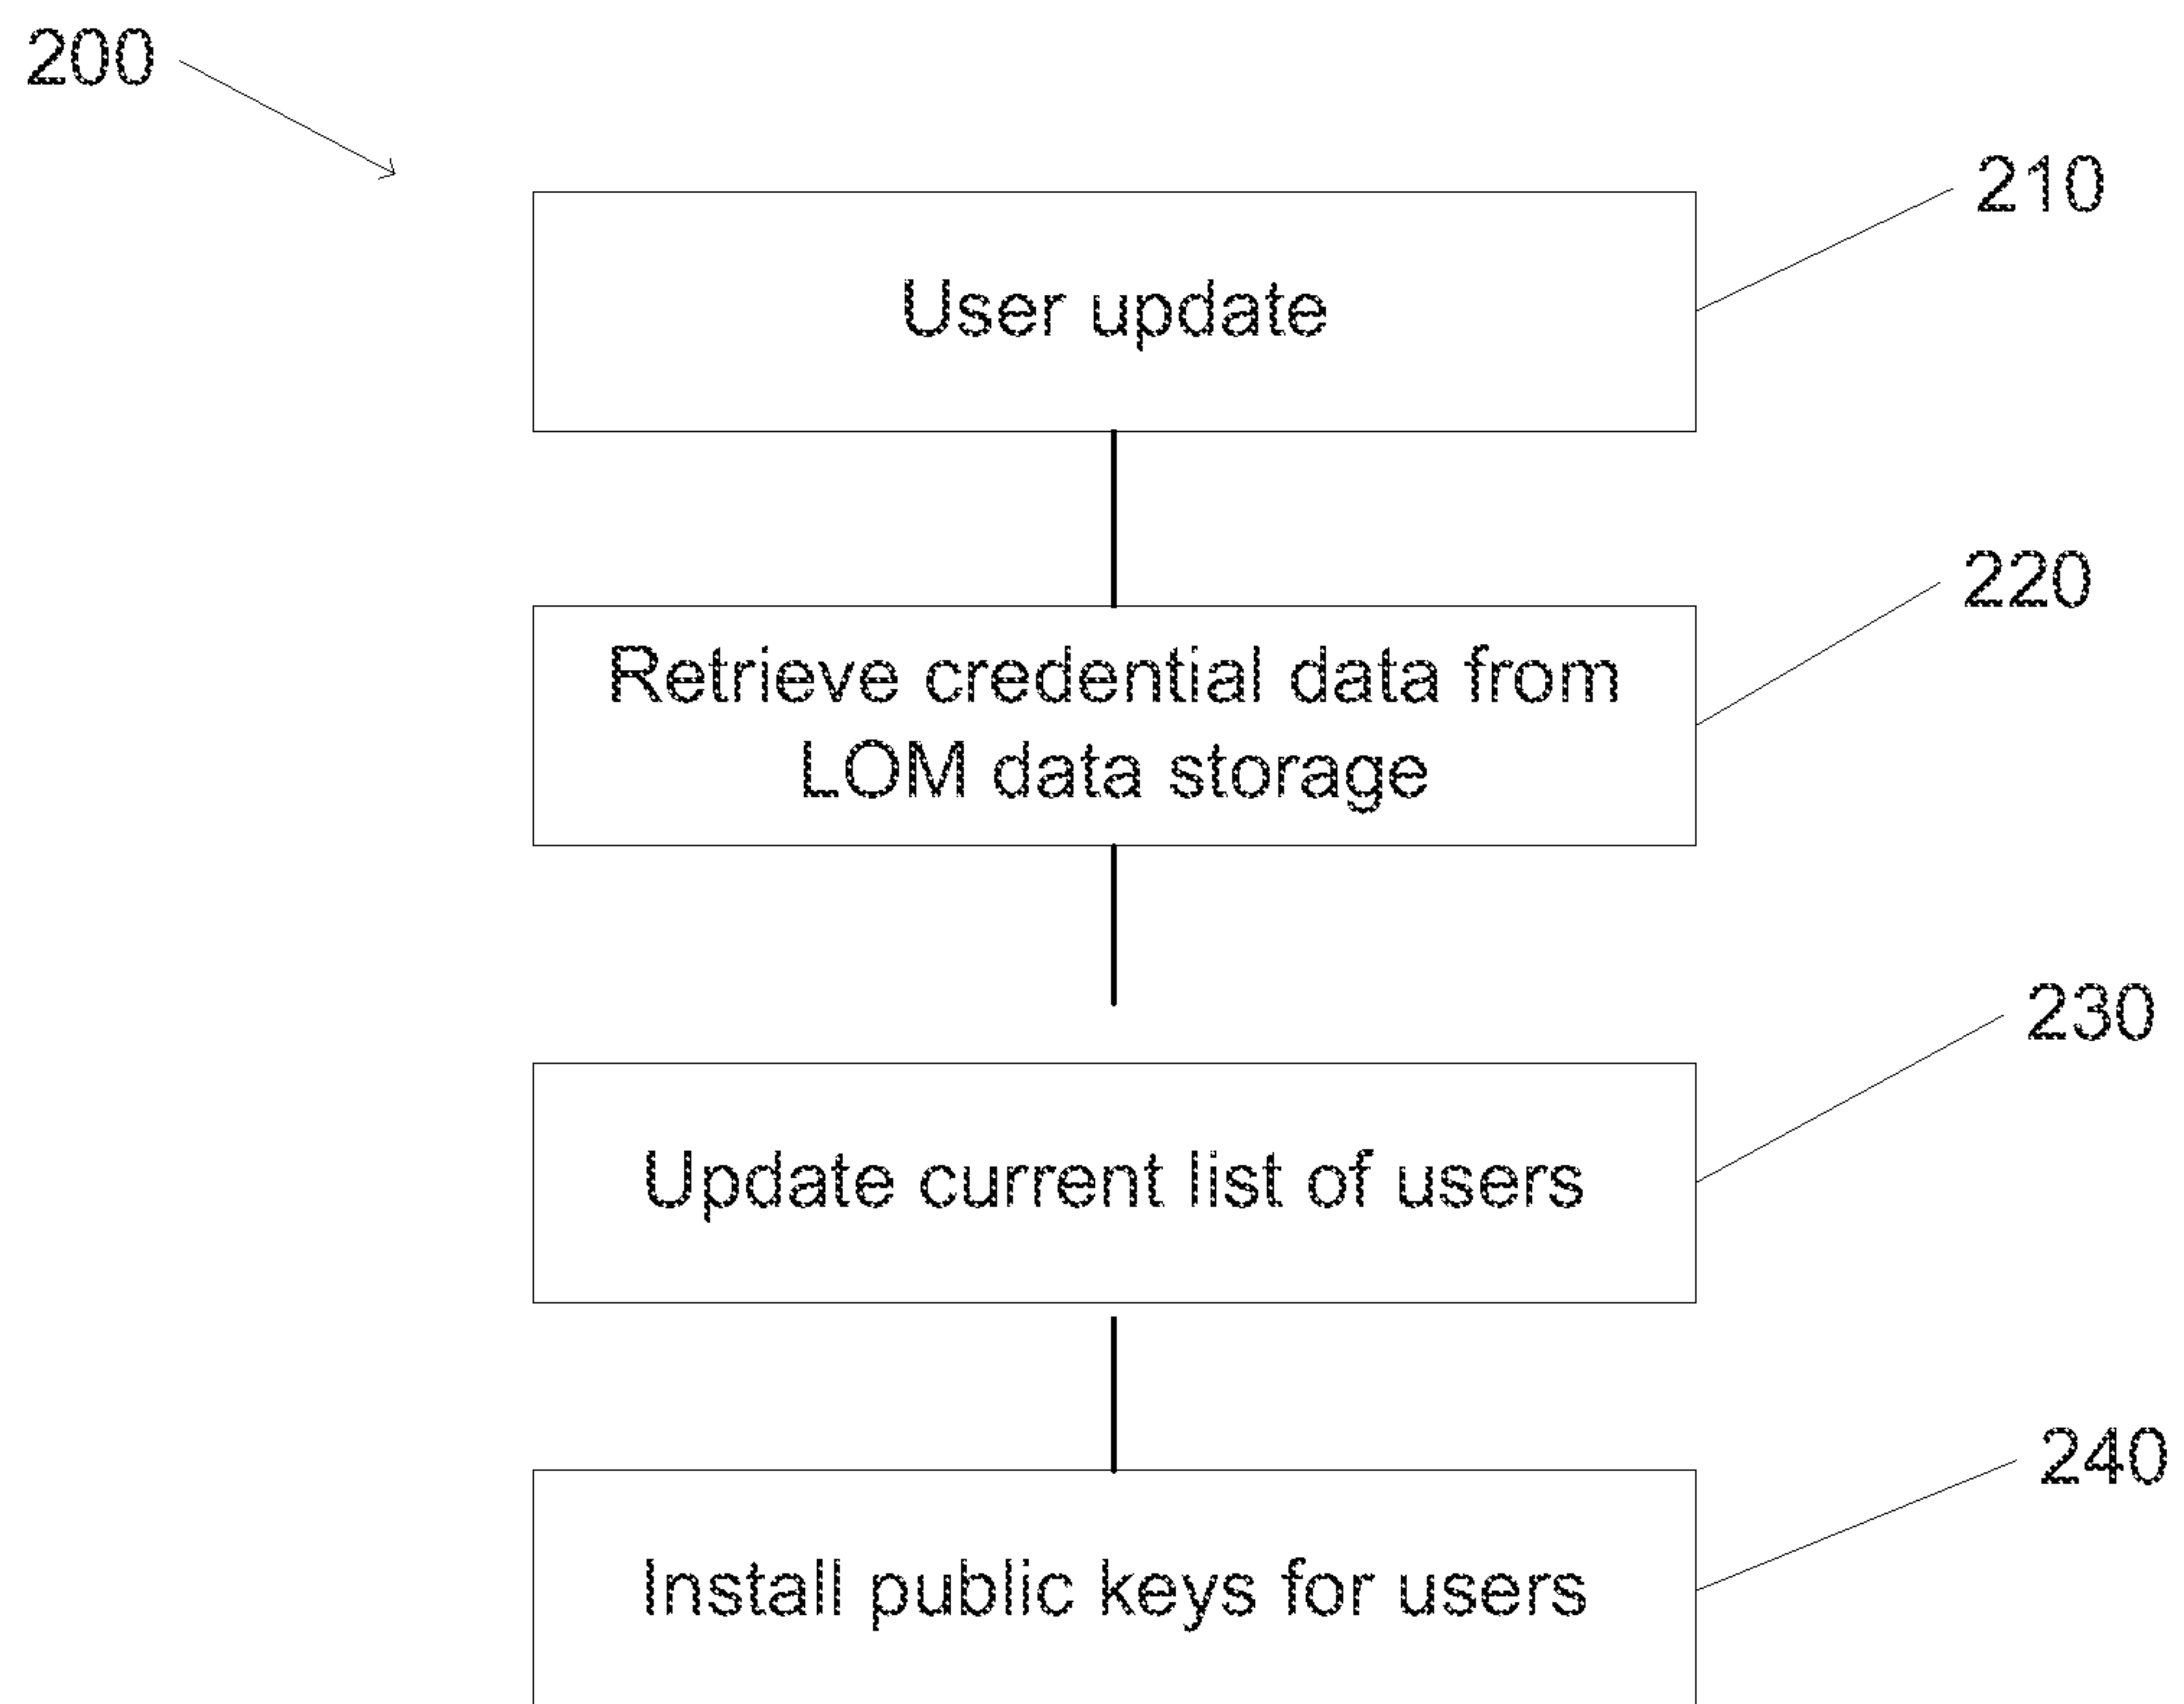 200
210
User update
220
Retrieve credential data from
LOM data storage
230
Update current list of users
240
Install public keys for users